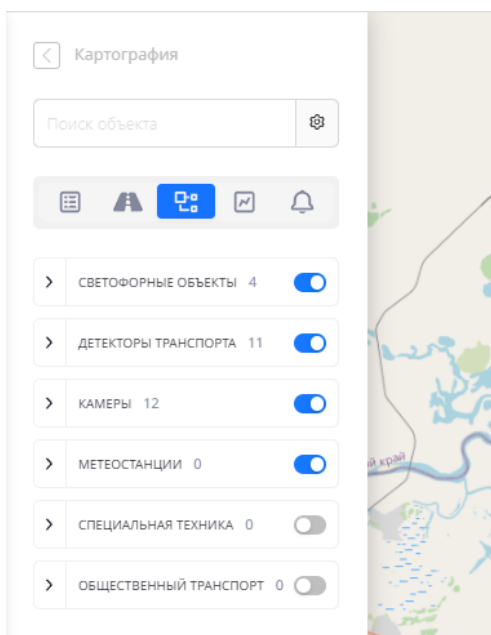 Картография
Поиск объекта
СВЕТОФОРНЫЕ ОБЪЕКТЫ 4
ДЕТЕКТОРЫ ТРАНСПОРТА 11
КАМЕРЫ 12
МЕТЕОСТАНЦИИ 0
й край
СПЕЦИАЛЬНАЯ ТЕХНИКА 0
ОБЩЕСТВЕННЫЙ ТРАНСПОРТ 0